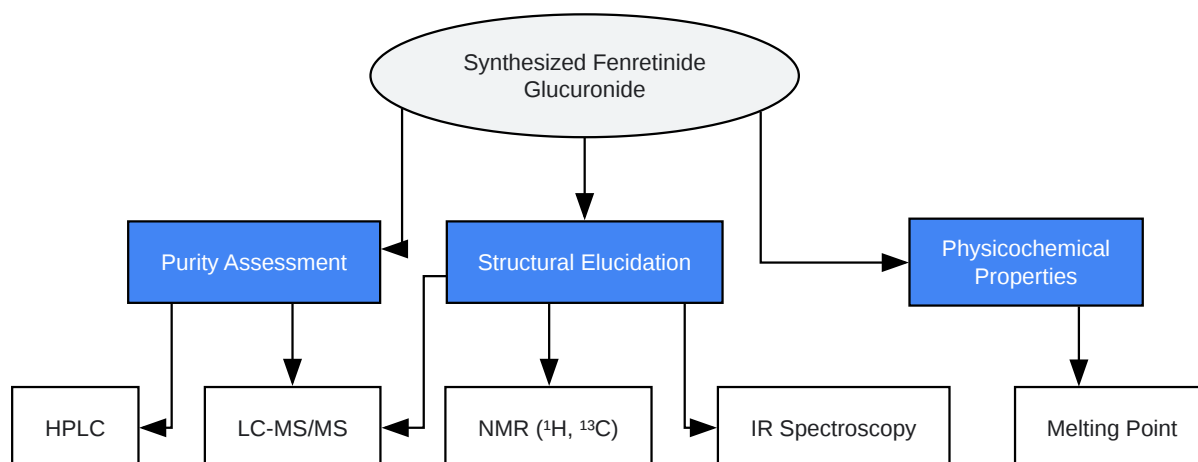 Synthesized Fenretinide
Glucuronide
Purity Assessment
Structural Elucidation
Physicochemical
Properties
HPLC
LC-MS/MS
NMR (¹H, ¹³C)
IR Spectroscopy
Melting Point